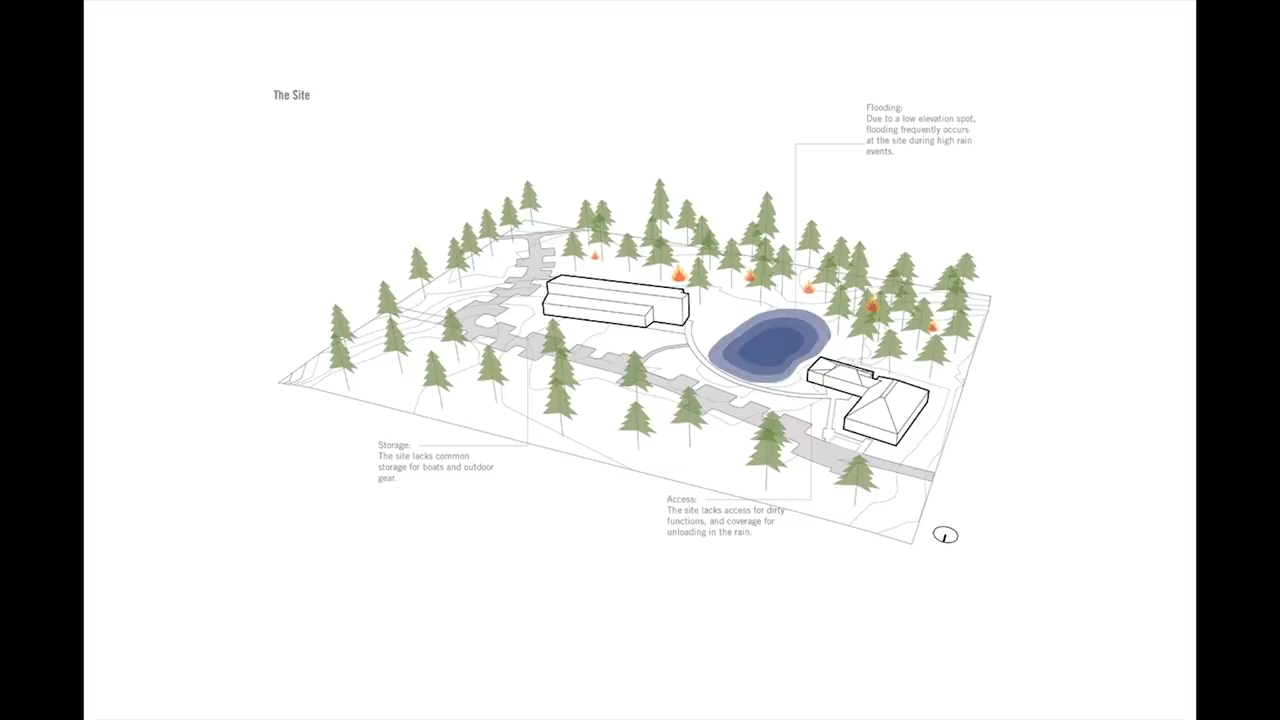 The Site
Flooding:
Due to a low elevation spot,
flooding frequently occurs
at the site during high rain
events.
Storage:
The site lacks common
storage for boats and outdoor
gear.
Access:
The site lacks access for dirty
functions, and coverage for
unloading in the rain.